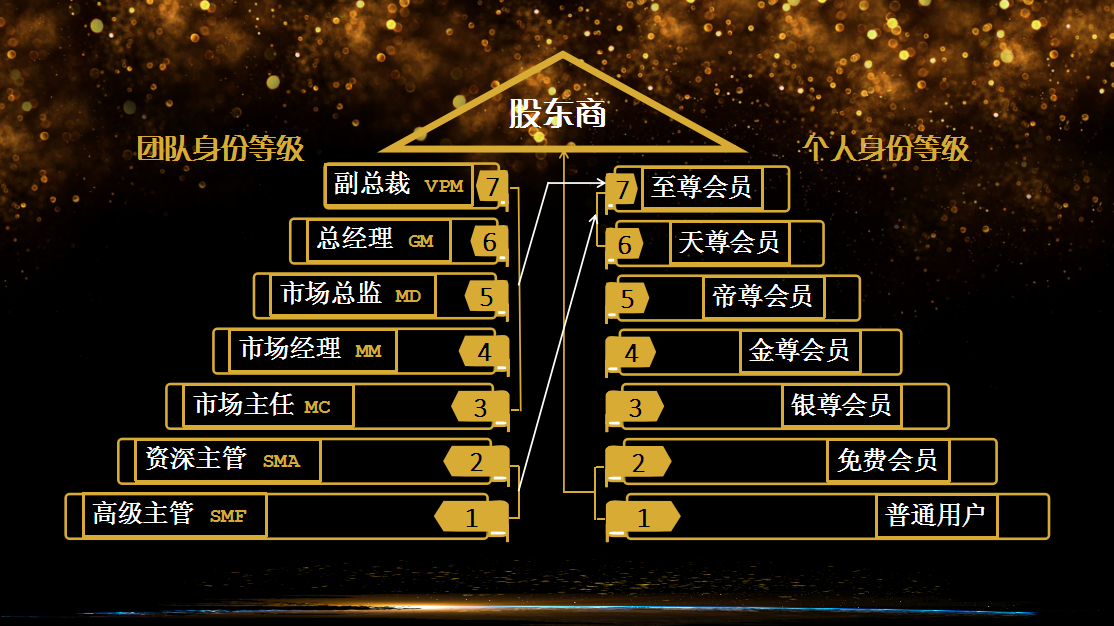 股东商
团队身份等级
个人身份等级
副总裁 VPM 7
7 至尊会员
总经理 GM 6
6 天尊会员
市场总监 MD 5
5 帝尊会员
市场经理 MM 4
4 金尊会员
市场主任 MC 3
3 银尊会员
资深主管 SMA 2
2 免费会员
高级主管 SMF 1
1 普通用户